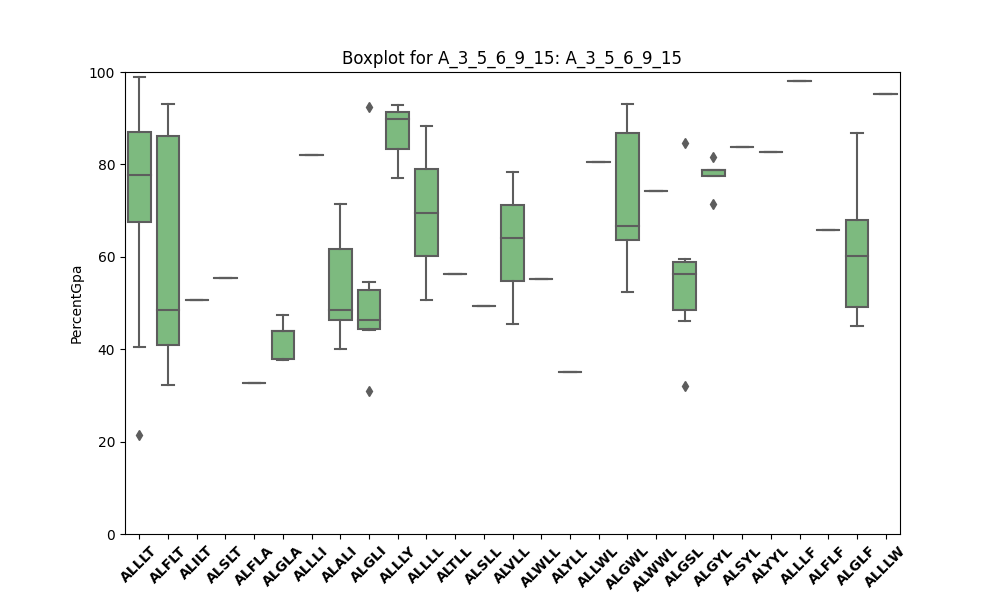 Boxplot for A_3_5_6_9_15: A_3_5_6_9_15
PercentGpa
100
80
60
40
20
0
ALLLT ALFLT ALILT ALSLT ALFLA ALGLA ALLLI ALALI ALGLI ALLLY ALLLL ALTLL ALSLL ALVLL ALWLL ALYLL ALLWL ALGWL ALWWL ALGSL ALGYL ALSYL ALYYL ALLLF ALFLF ALGLF ALLLW